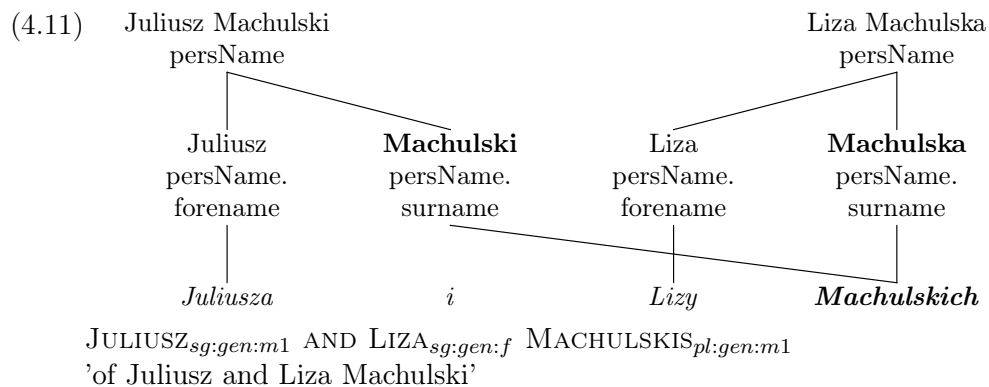 (4.11) Juliusz Machulski Liza Machulska
persName persName
Juliusz Machulski Liza Machulska
persName. persName. persName. persName.
forename surname forename surname
Juliusza i Lizy Machulskich
JULIUSZsg:gen:m1 AND LIZAsg:gen:f MACHULSKISpl:gen:m1
'of Juliusz and Liza Machulski'